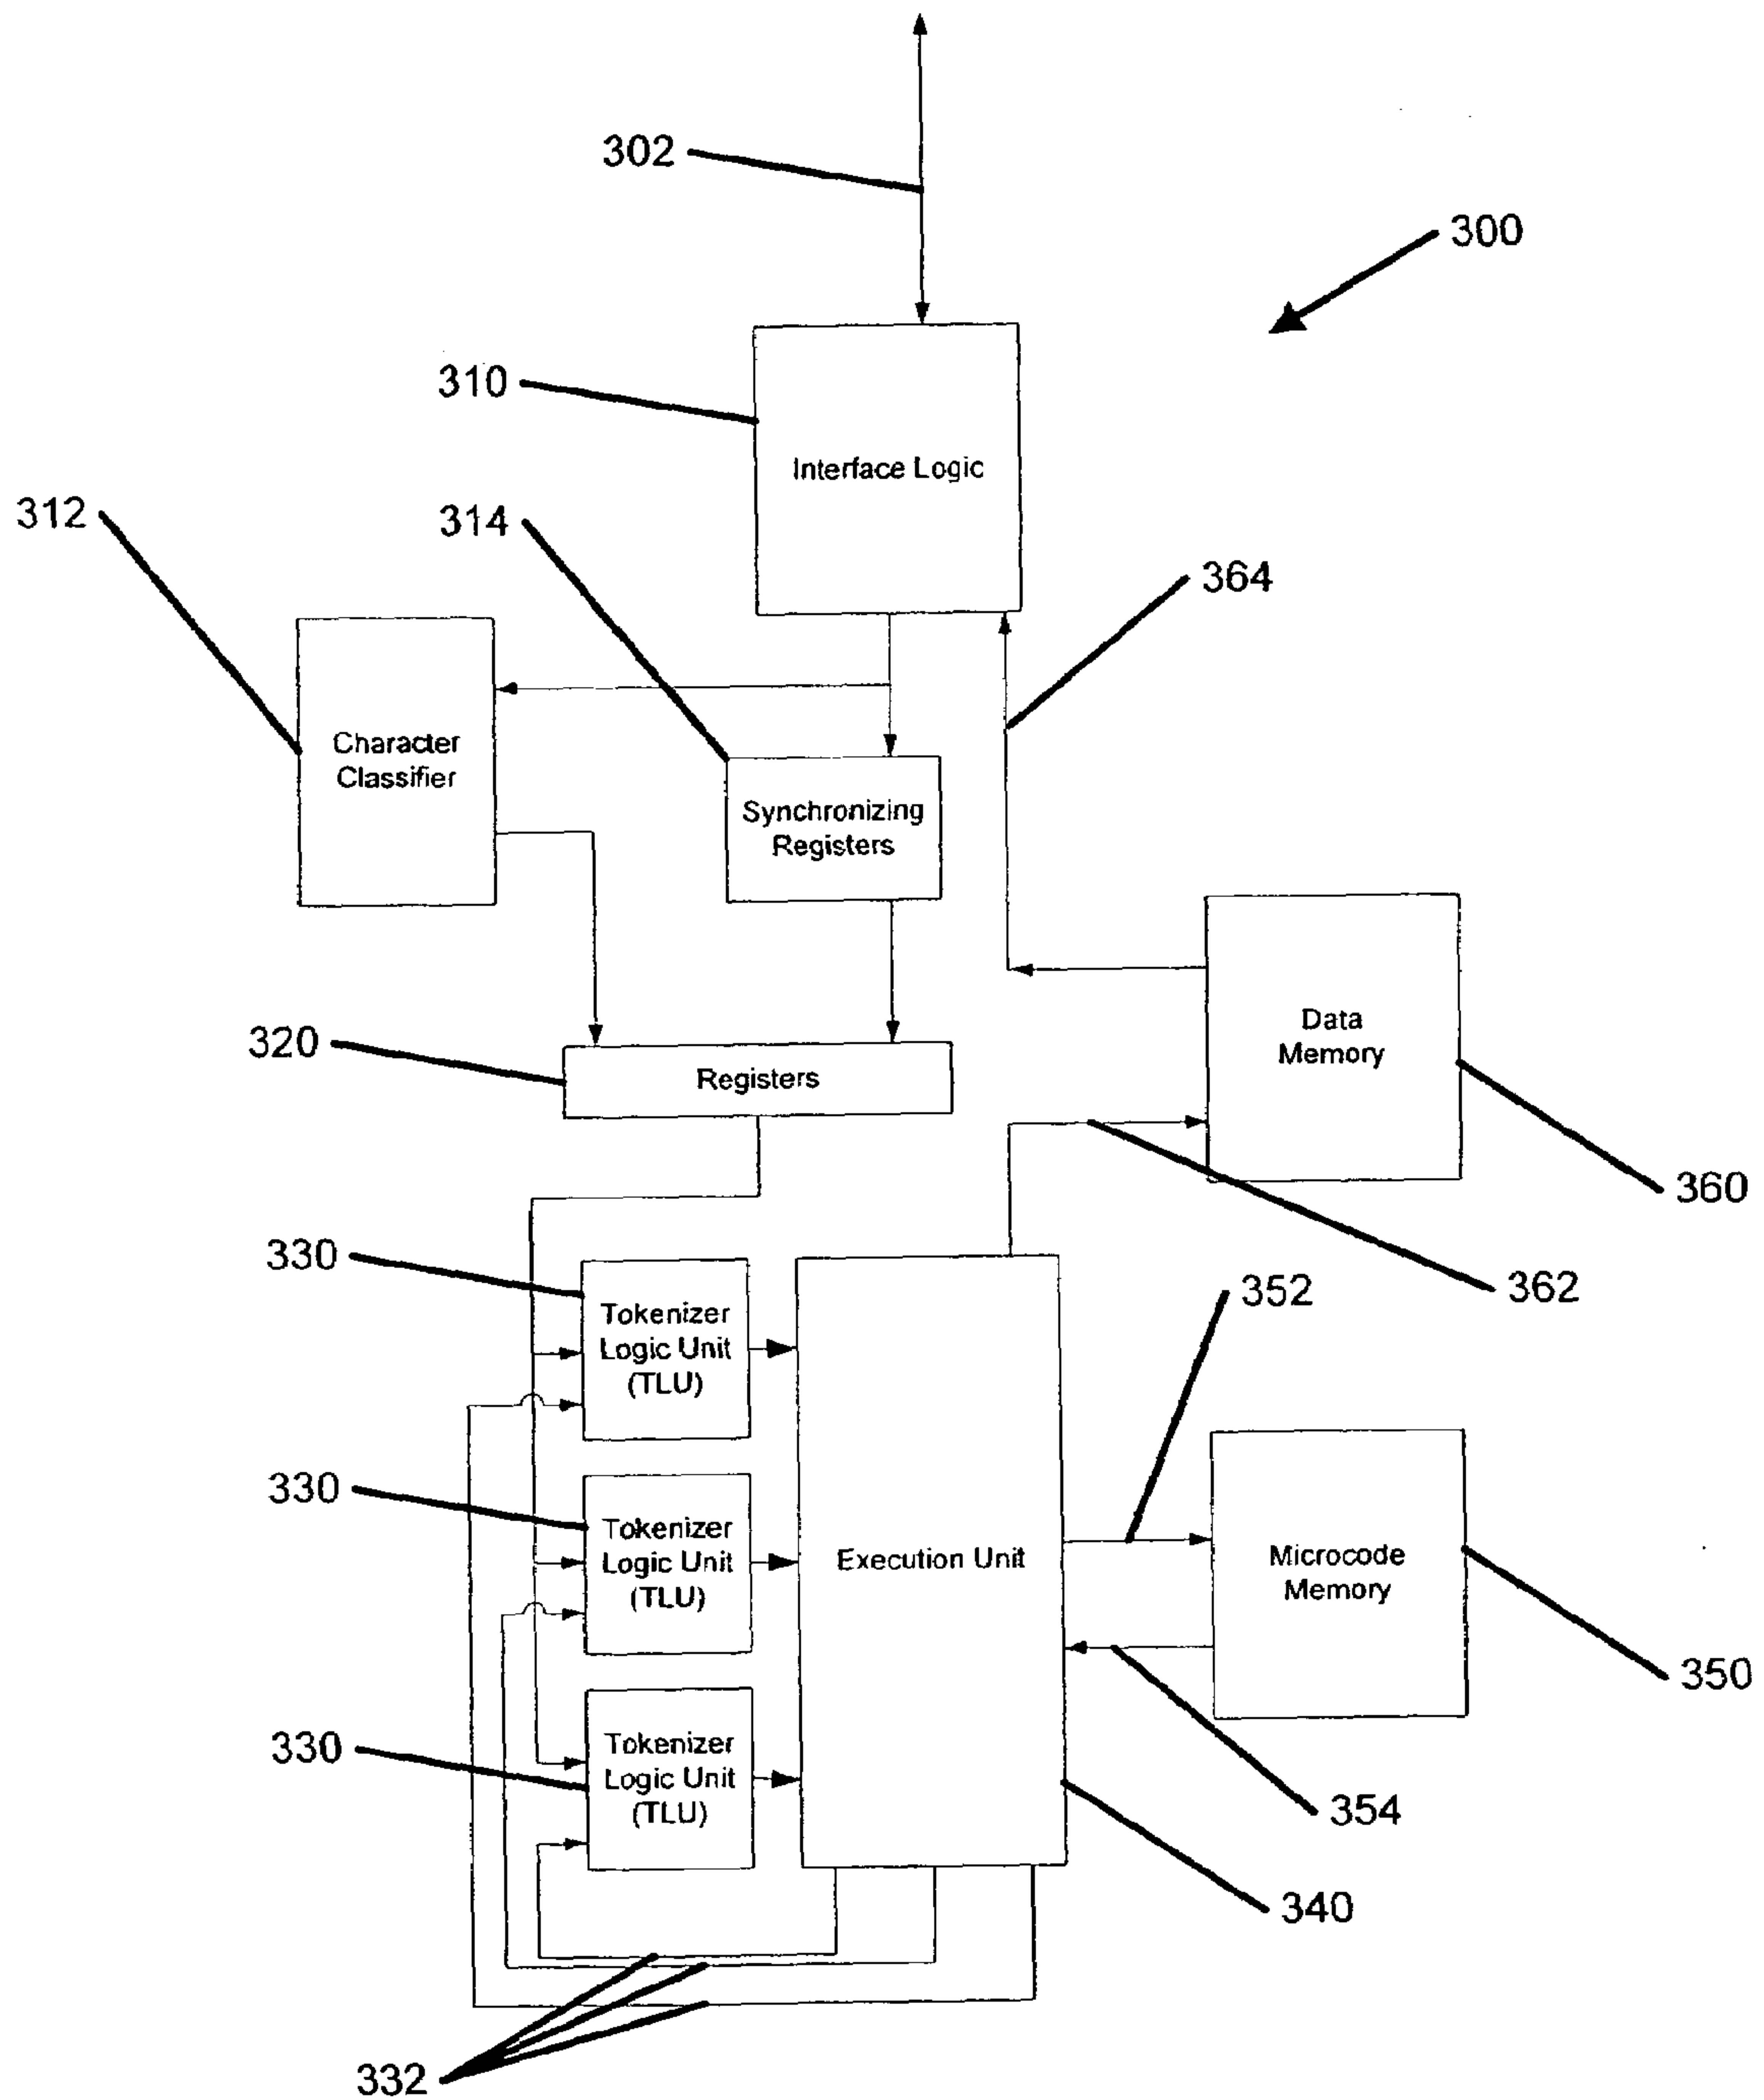 302
300
310
Interface Logic
312
314
364
Character
Classifier
Synchronizing
Registers
320
Registers
Data
Memory
360
330
Tokenizer
Logic Unit
(TLU)
352
362
330
Tokenizer
Logic Unit
(TLU)
Execution Unit
Microcode
Memory
350
330
Tokenizer
Logic Unit
(TLU)
354
340
332